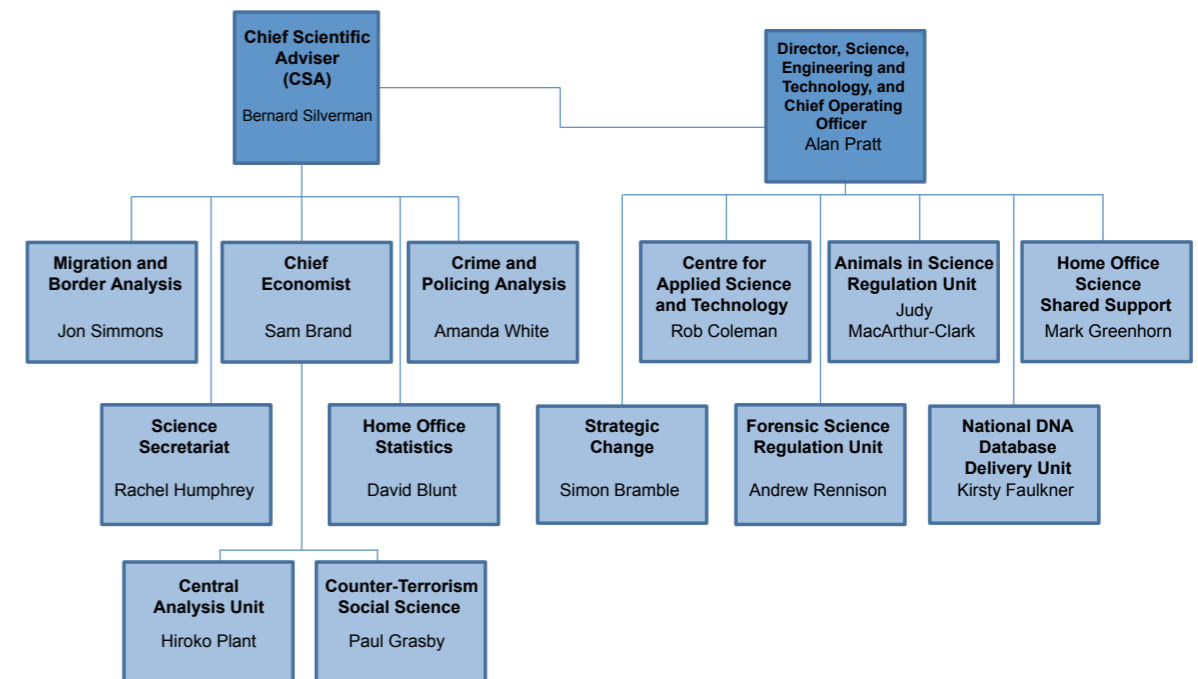 Chief Scientific
Adviser
(CSA)
Bernard Silverman
Director, Science,
Engineering and
Technology, and
Chief Operating
Officer
Alan Pratt
Migration and
Border Analysis
Jon Simmons
Chief
Economist
Sam Brand
Crime and
Policing Analysis
Amanda White
Centre for
Applied Science
and Technology
Rob Coleman
Animals in Science
Regulation Unit
Judy
MacArthur-Clark
Home Office
Science
Shared Support
Mark Greenhorn
Science
Secretariat
Rachel Humphrey
Home Office
Statistics
David Blunt
Strategic
Change
Simon Bramble
Forensic Science
Regulation Unit
Andrew Rennison
National DNA
Database
Delivery Unit
Kirsty Faulkner
Central
Analysis Unit
Hiroko Plant
Counter-Terrorism
Social Science
Paul Grasby